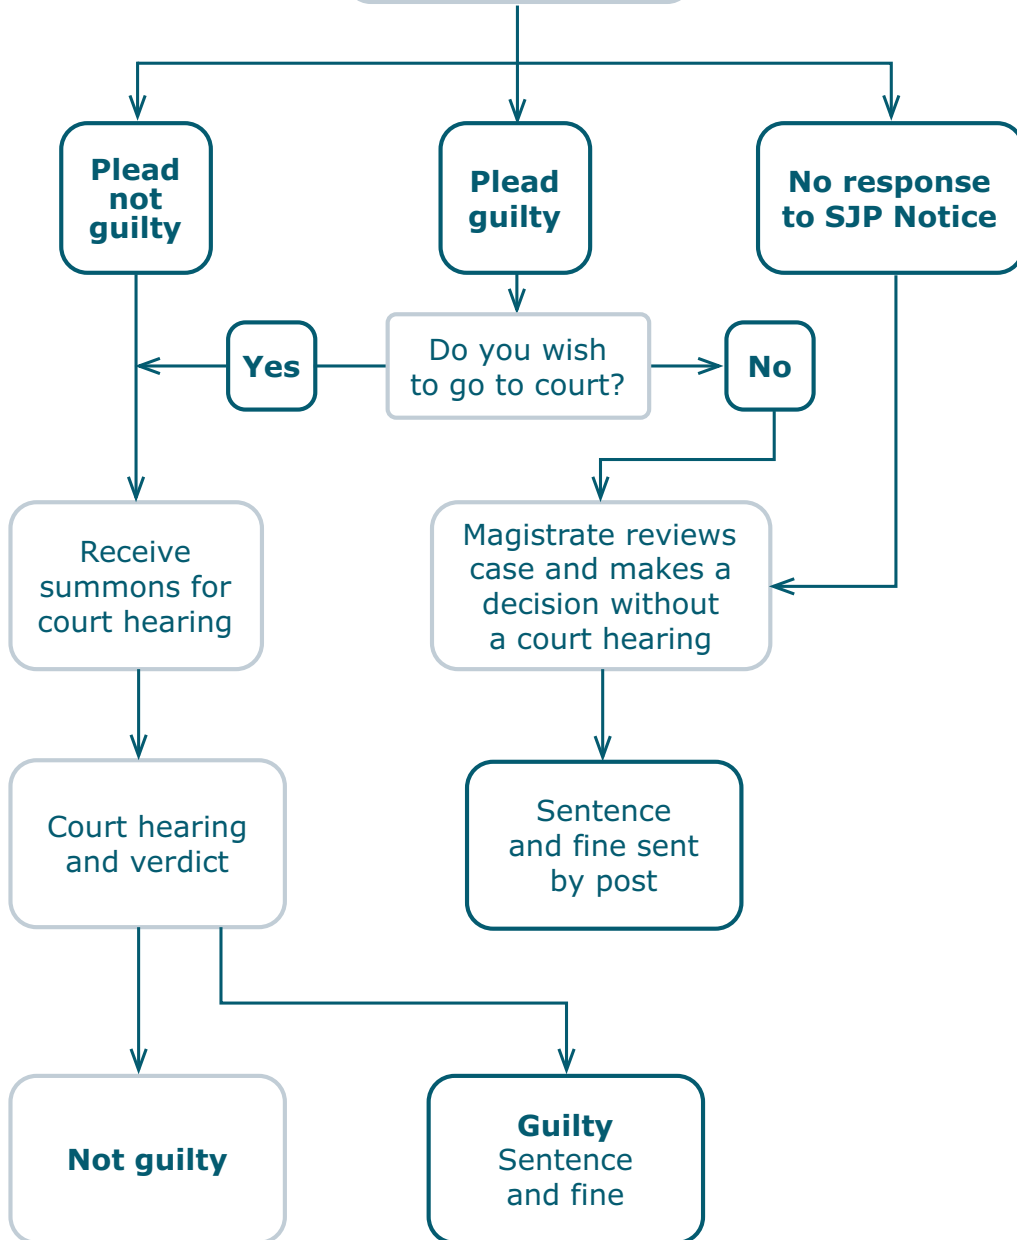 Plead
not
guilty
Plead
guilty
No response
to SJP Notice
Yes
Do you wish
to go to court?
No
Receive
summons for
court hearing
Magistrate reviews
case and makes a
decision without
a court hearing
Court hearing
and verdict
Sentence
and fine sent
by post
Not guilty
Guilty
Sentence
and fine